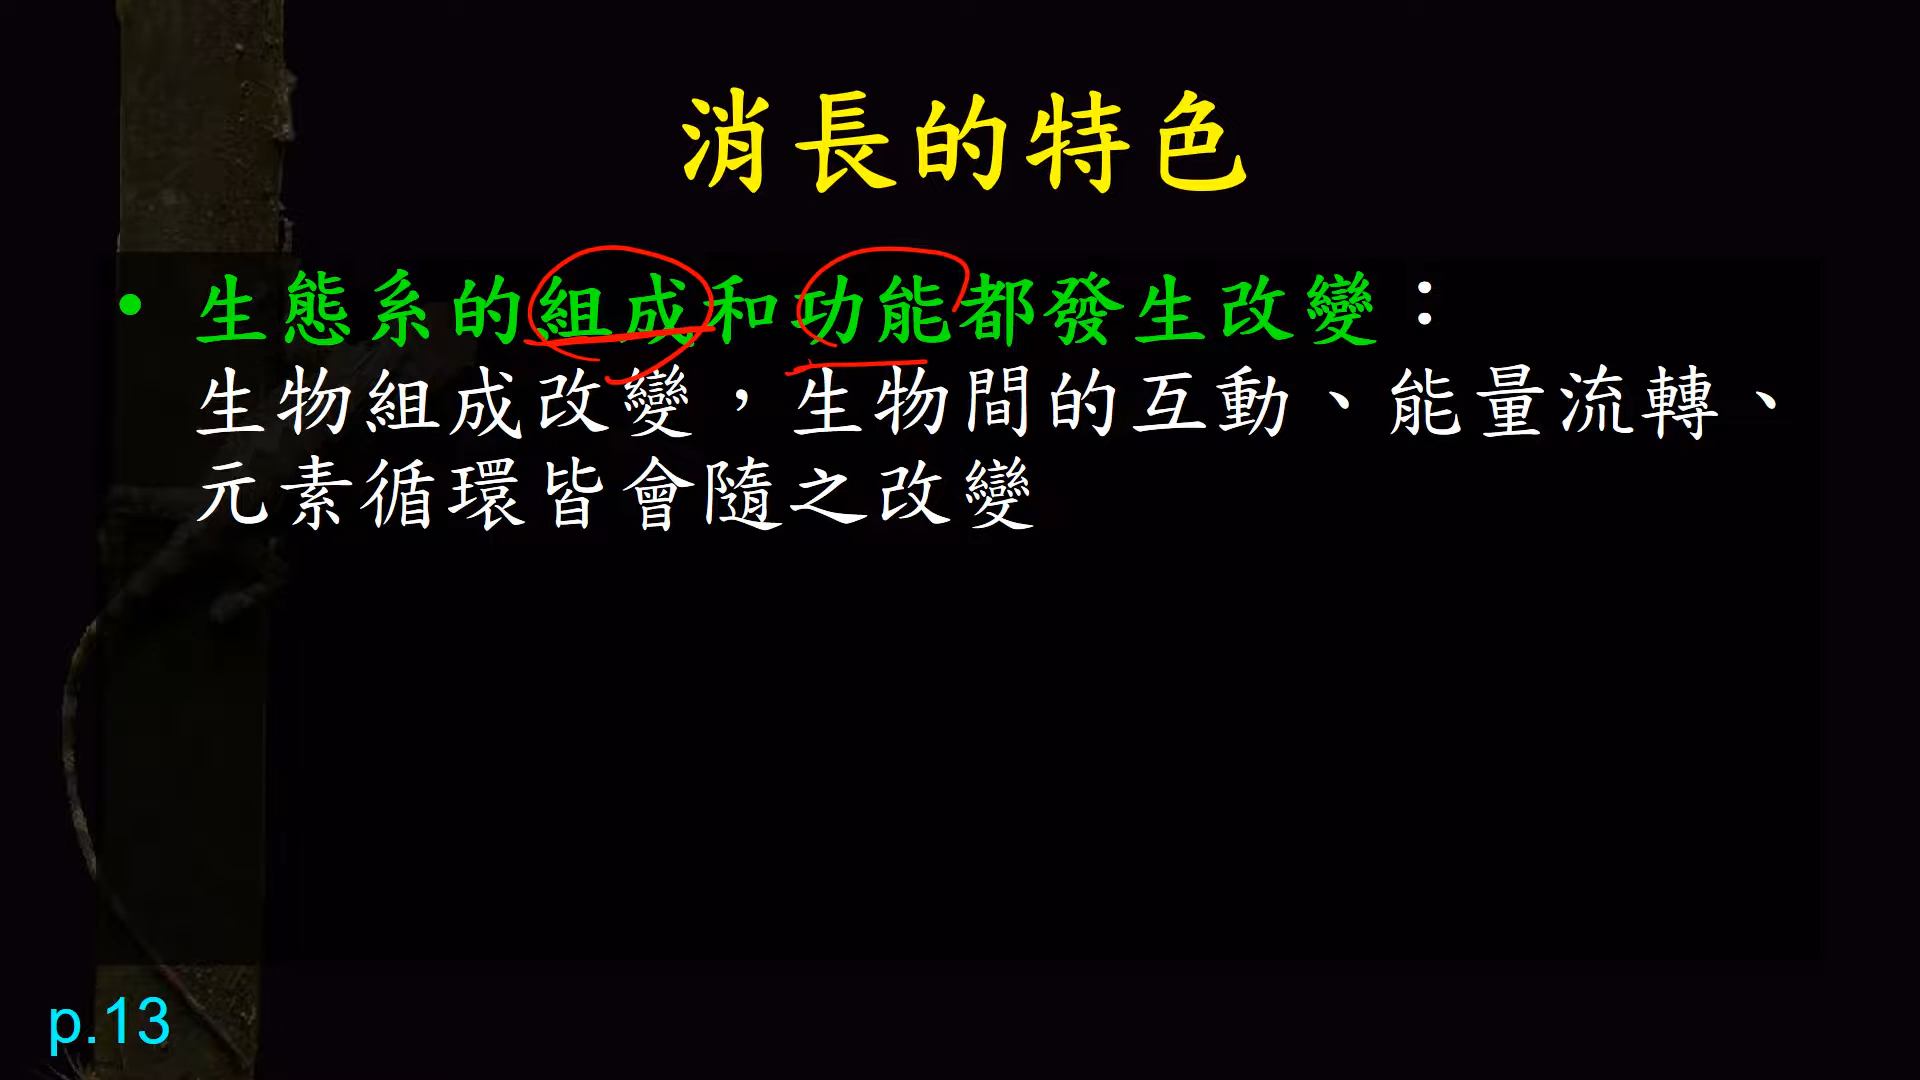 消長的特色
• 生態系的組成和功能都發生改變：
生物組成改變，生物間的互動、能量流轉、
元素循環皆會隨之改變
p.13